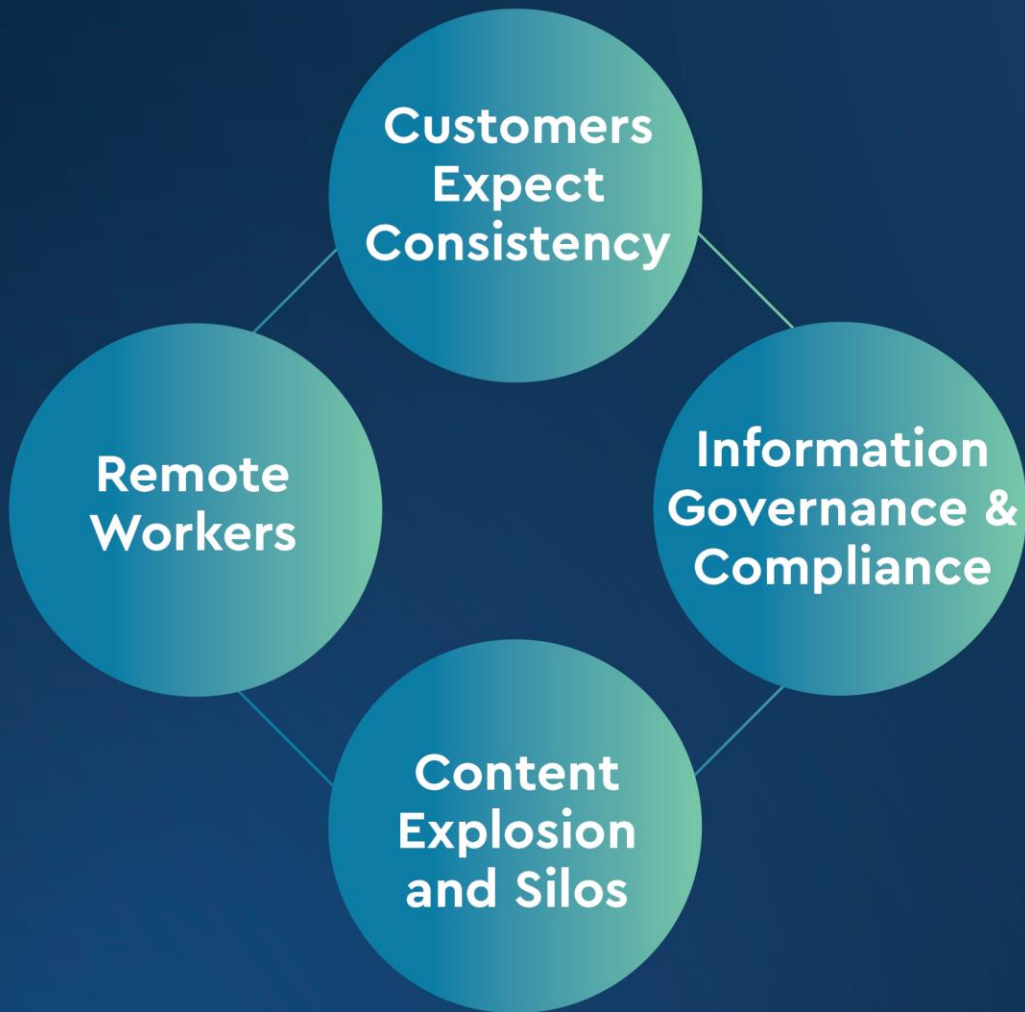 Customers
Expect
Consistency
Remote
Workers
Information
Governance &
Compliance
Content
Explosion
and Silos